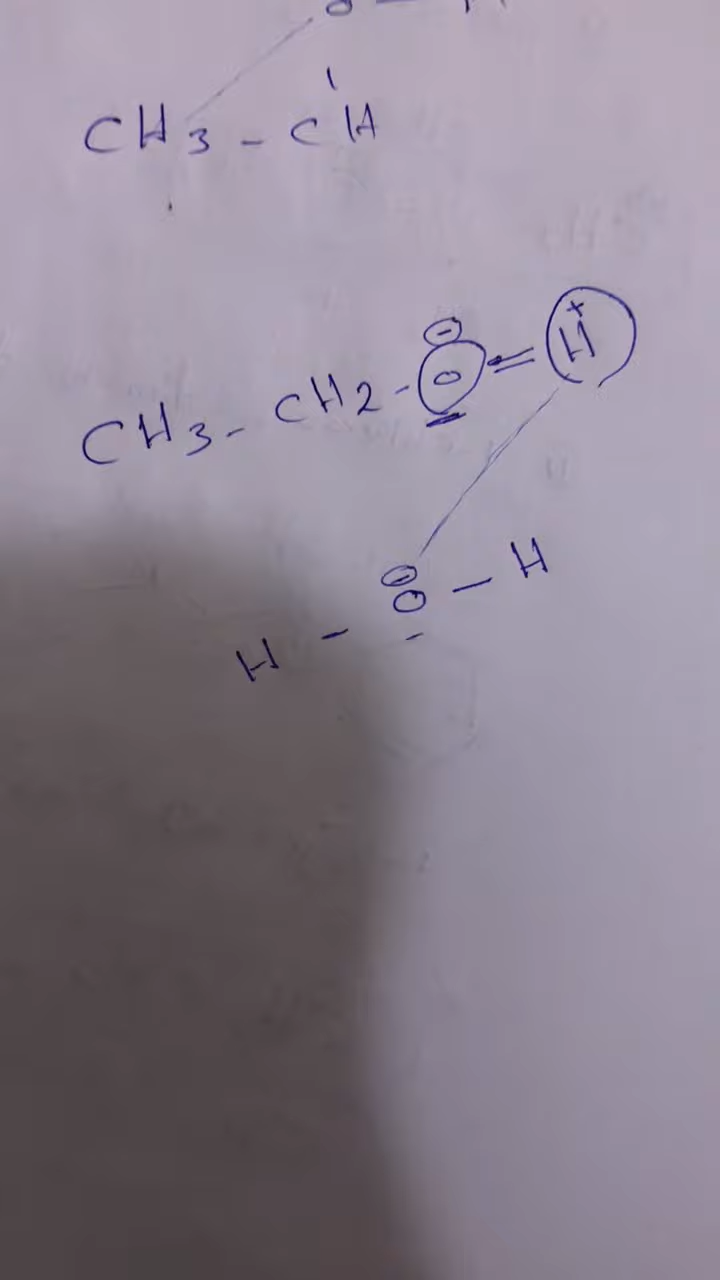 CH3 - CH
CH3 - CH2 - O = H+
H - O - H